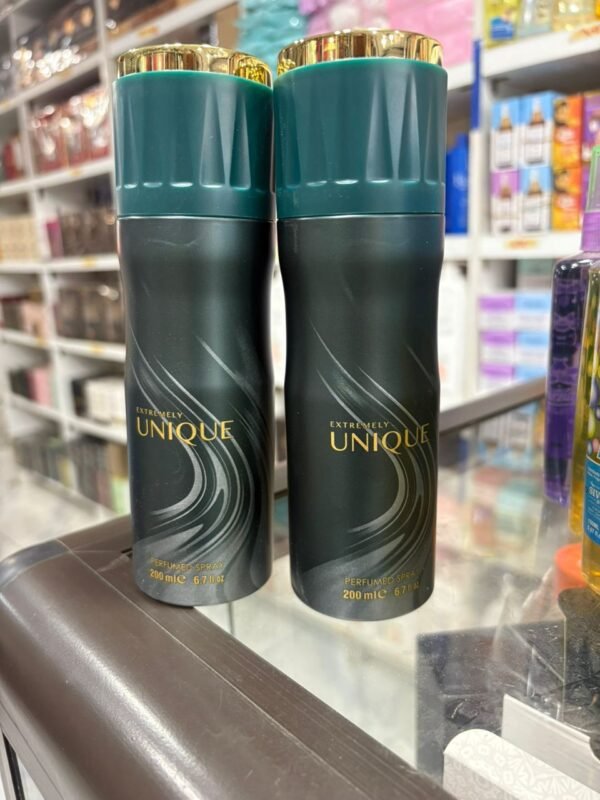 EXTREMELY
UNIQUE
PERFUMED SPRAY
200 ml℮ 6.7 fl oz
EXTREMELY
UNIQUE
PERFUMED SPRAY
200 ml℮ 6.7 fl oz